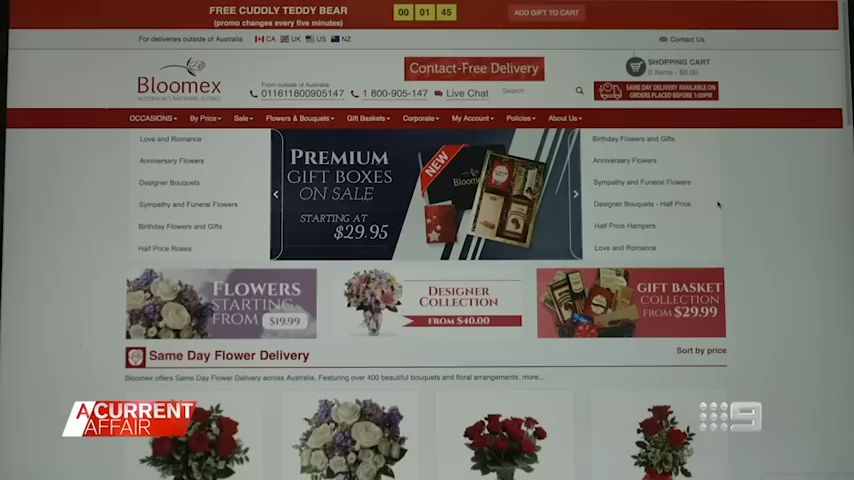 FREE CUDDLY TEDDY BEAR
(promo changes every five minutes)
00 01 45
ADD GIFT TO CART
For deliveries outside of Australia CA UK US NZ
Contact Us
Bloomex
Contact-Free Delivery
SHOPPING CART
0 items - $0.00
From outside of Australia
011611800905147 1 800-905-147 Live Chat
Search
SAME DAY DELIVERY AVAILABLE ON
ORDERS PLACED BEFORE 1:00PM
OCCASIONS By Price Sale Flowers & Bouquets Gift Baskets Corporate My Account Policies About Us
Love and Romance
Anniversary Flowers
Designer Bouquets
Sympathy and Funeral Flowers
Birthday Flowers and Gifts
Half Price Roses
PREMIUM
GIFT BOXES
ON SALE
STARTING AT
$29.95
NEW
Bloom
Birthday Flowers and Gifts
Anniversary Flowers
Sympathy and Funeral Flowers
Designer Bouquets - Half Price
Half Price Hampers
Love and Romance
FLOWERS
STARTING
FROM $19.99
DESIGNER
COLLECTION
FROM $40.00
GIFT BASKET
COLLECTION
FROM $29.99
Same Day Flower Delivery
Sort by price
Bloomex offers Same Day Flower Delivery across Australia. Featuring over 400 beautiful bouquets and floral arrangements. more...
A CURRENT
AFFAIR
9